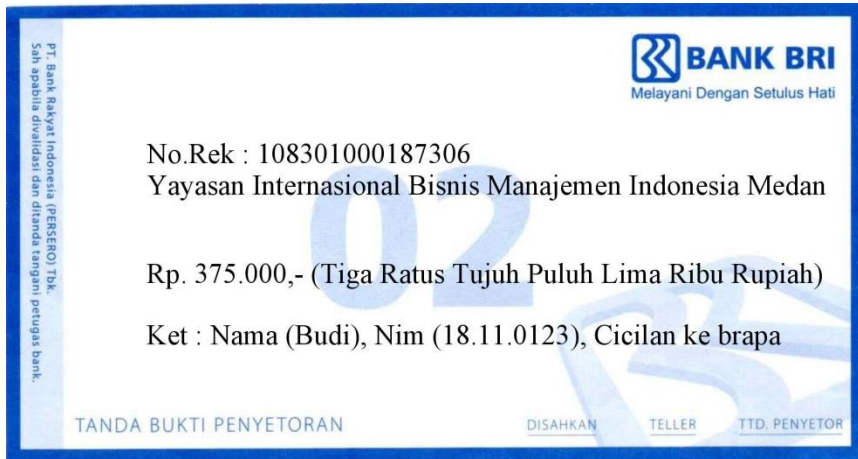 PT. Bank Rakyat Indonesia (PERSERO) Tbk.
Sah apabila divalidasi dan ditanda tangani petugas bank.
BANK BRI
Melayani Dengan Setulus Hati
No.Rek : 108301000187306
Yayasan Internasional Bisnis Manajemen Indonesia Medan
02
Rp. 375.000,- (Tiga Ratus Tujuh Puluh Lima Ribu Rupiah)
Ket : Nama (Budi), Nim (18.11.0123), Cicilan ke brapa
TANDA BUKTI PENYETORAN
DISAHKAN TELLER TTD. PENYETOR